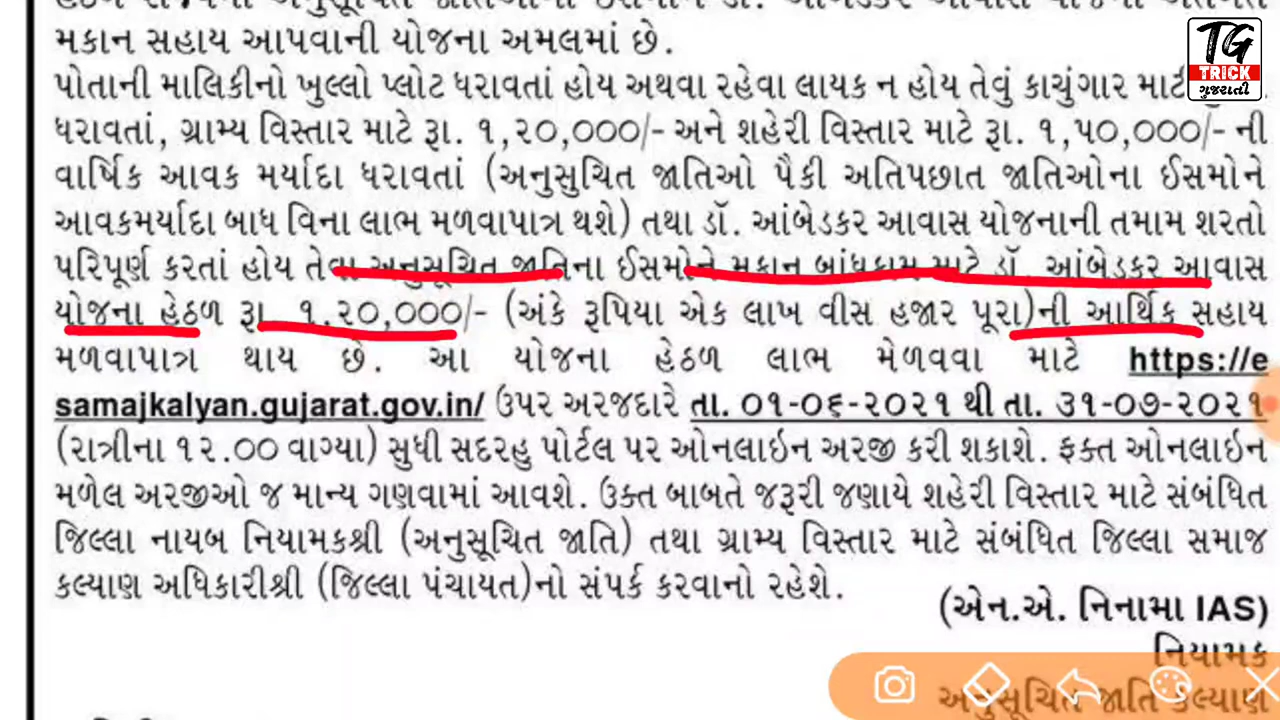 મકાન સહાય આપવાની યોજના અમલમાં છે.
પોતાની માલિકીનો ખુલ્લો પ્લોટ ધરાવતાં હોય અથવા રહેવા લાયક ન હોય તેવું કાચુંગાર માટી
ધરાવતાં, ગ્રામ્ય વિસ્તાર માટે રૂા. ૧,૨૦,૦૦૦/- અને શહેરી વિસ્તાર માટે રૂા. ૧,૫૦,૦૦૦/- ની
વાર્ષિક આવક મર્યાદા ધરાવતાં (અનુસુચિત જાતિઓ પૈકી અતિપછાત જાતિઓના ઈસમોને
આવકમર્યાદા બાધ વિના લાભ મળવાપાત્ર થશે) તથા ડૉ. આંબેડકર આવાસ યોજનાની તમામ શરતો
પરિપૂર્ણ કરતાં હોય તેવા અનુસૂચિત જાતિના ઈસમોને મકાન બાંધકામ માટે ડૉ. આંબેડકર આવાસ
યોજના હેઠળ રૂા. ૧.૨૦,૦૦૦/- (અંકે રૂપિયા એક લાખ વીસ હજાર પૂરા)ની આર્થિક સહાય
મળવાપાત્ર થાય છે. આ યોજના હેઠળ લાભ મેળવવા માટે https://e
samajkalyan.gujarat.gov.in/ ઉપર અરજદારે તા. ૦૧-૦૬-૨૦૨૧ થી તા. ૩૧-૦૭-૨૦૨૧
(રાત્રીના ૧૨.૦૦ વાગ્યા) સુધી સદરહુ પોર્ટલ પર ઓનલાઇન અરજી કરી શકાશે. ફક્ત ઓનલાઇન
મળેલ અરજીઓ જ માન્ય ગણવામાં આવશે. ઉક્ત બાબતે જરૂરી જણાયે શહેરી વિસ્તાર માટે સંબંધિત
જિલ્લા નાયબ નિયામકશ્રી (અનુસૂચિત જાતિ) તથા ગ્રામ્ય વિસ્તાર માટે સંબંધિત જિલ્લા સમાજ
કલ્યાણ અધિકારીશ્રી (જિલ્લા પંચાયત)નો સંપર્ક કરવાનો રહેશે.
(એન.એ. નિનામા IAS)
નિયામક
અનુસૂચિત જાતિ કલ્યાણ
TG
TRICK
ગુજરાતી